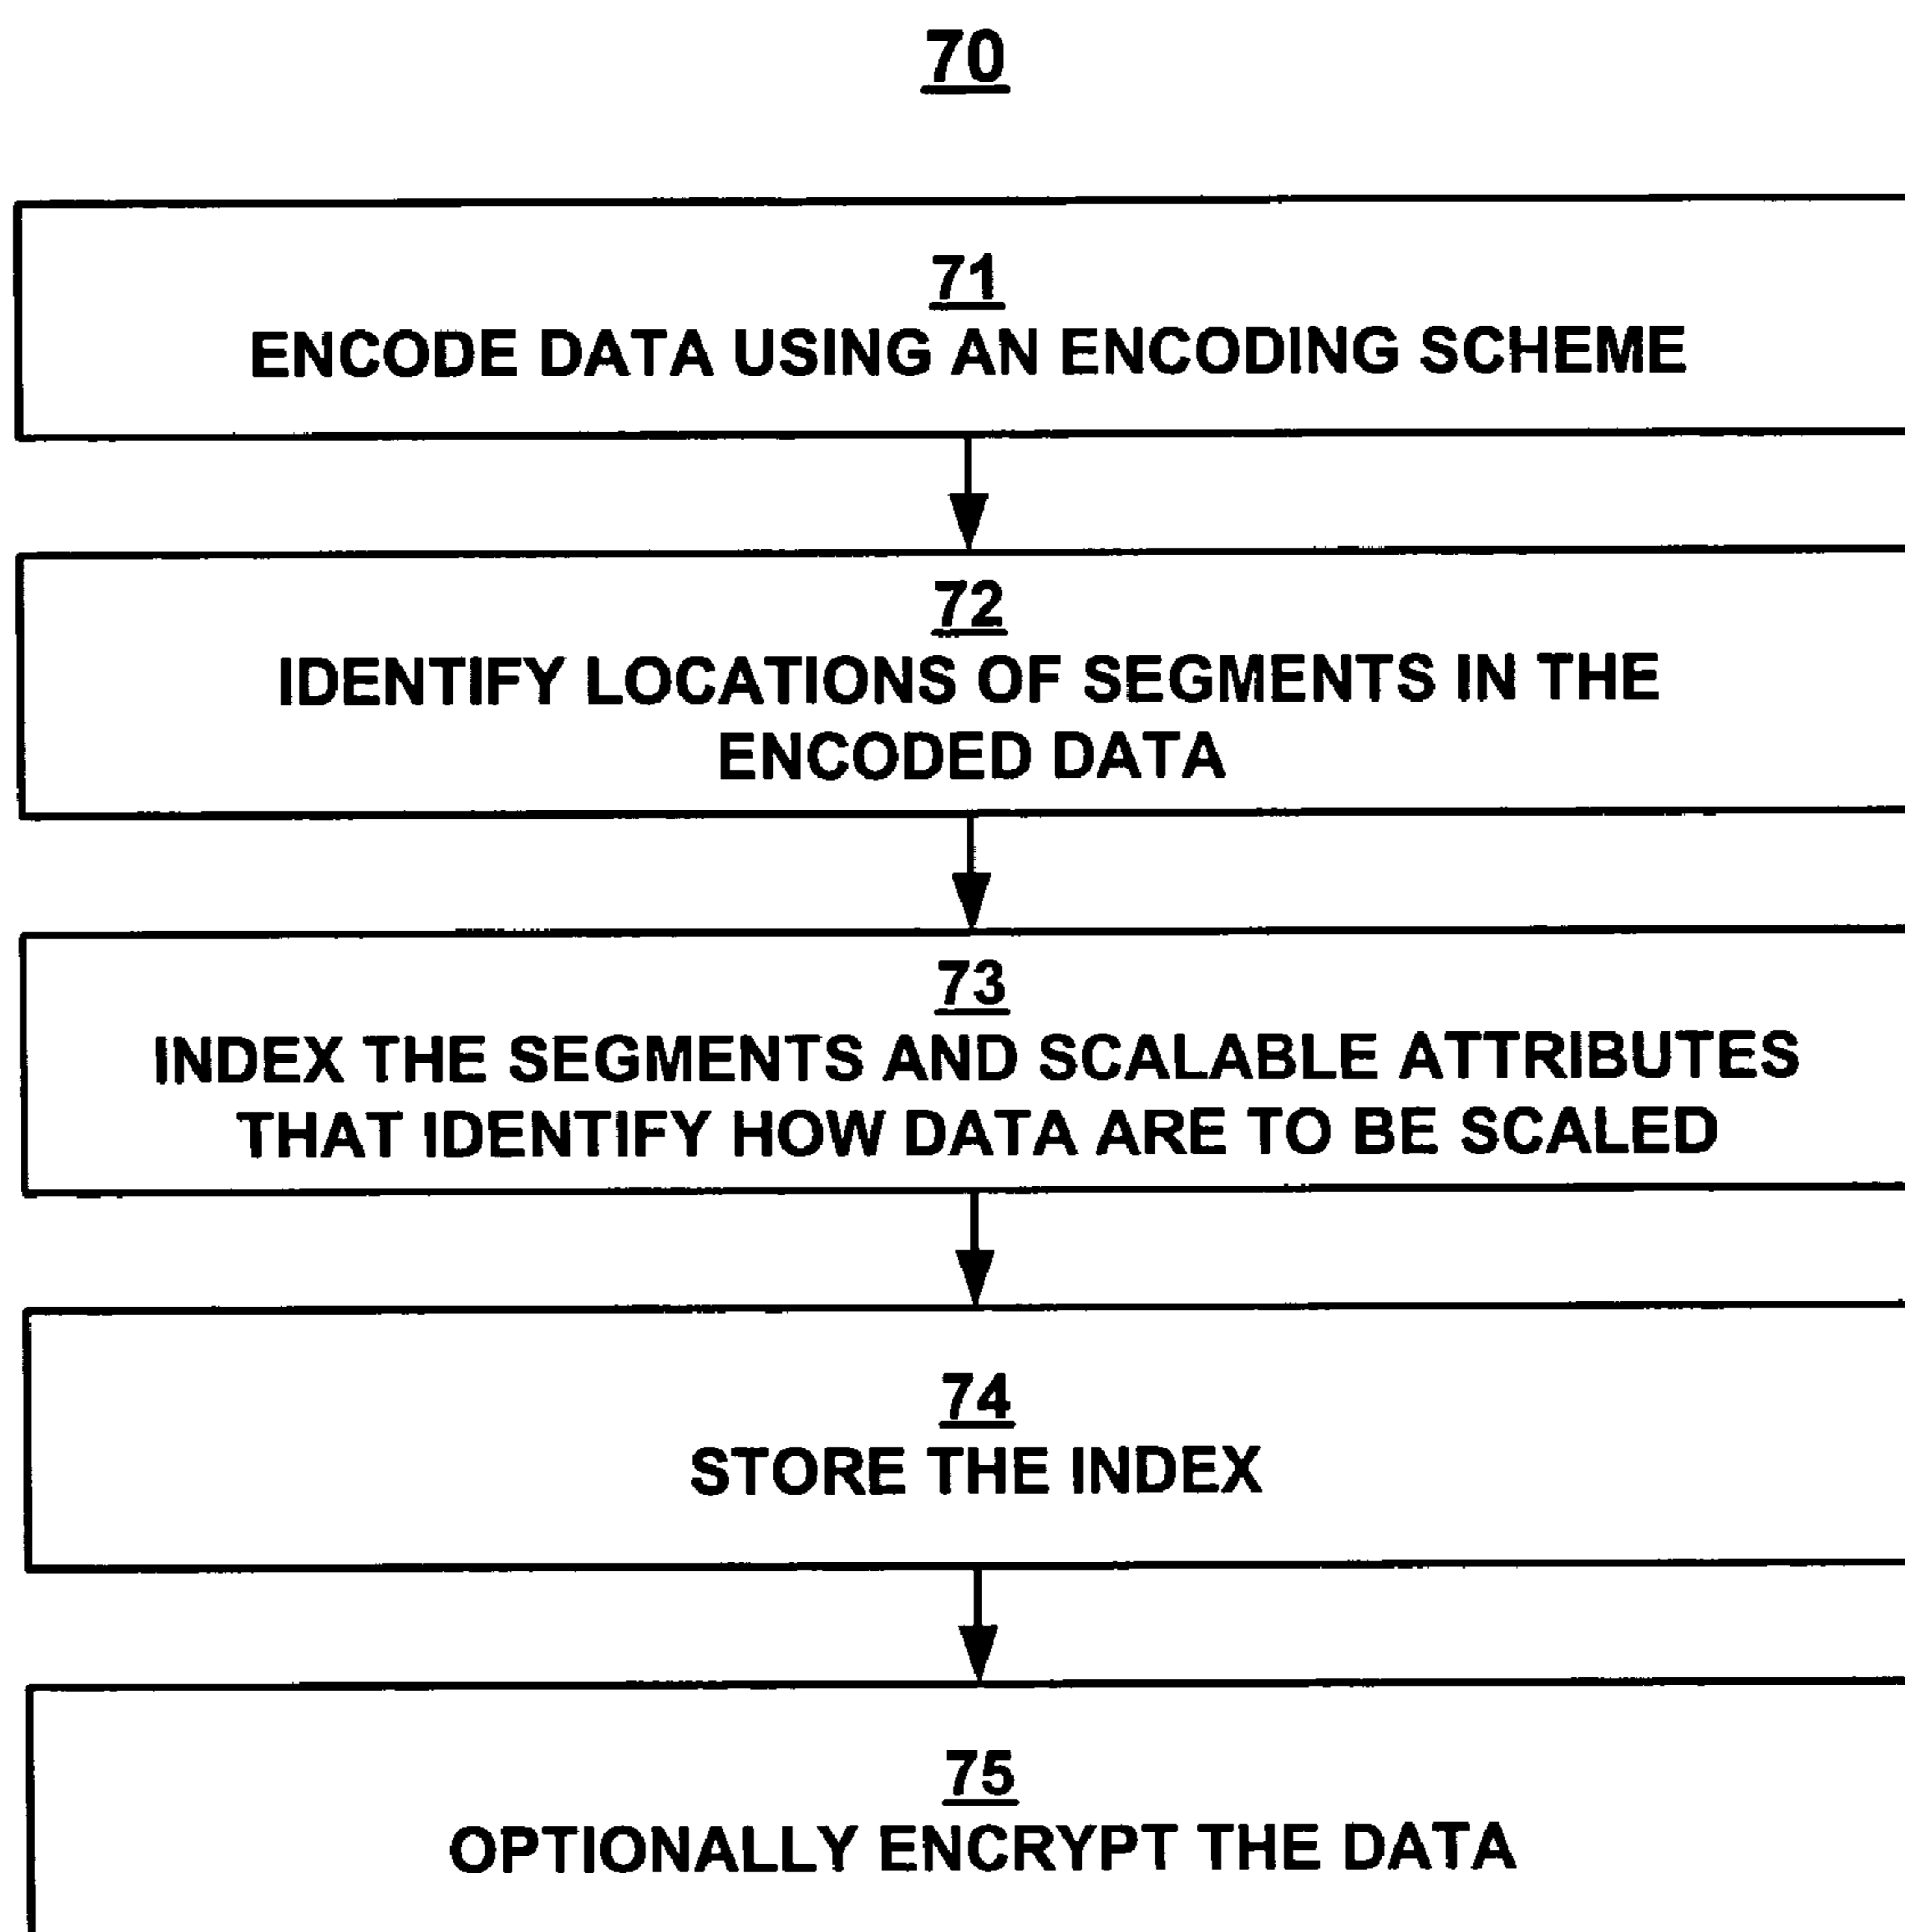 70
71
ENCODE DATA USING AN ENCODING SCHEME
72
IDENTIFY LOCATIONS OF SEGMENTS IN THE
ENCODED DATA
73
INDEX THE SEGMENTS AND SCALABLE ATTRIBUTES
THAT IDENTIFY HOW DATA ARE TO BE SCALED
74
STORE THE INDEX
75
OPTIONALLY ENCRYPT THE DATA